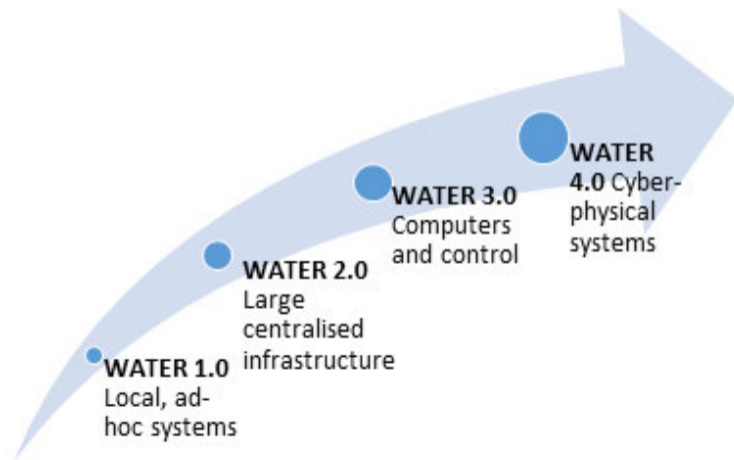 WATER 1.0
Local, ad-
hoc systems
WATER 2.0
Large
centralised
infrastructure
WATER 3.0
Computers
and control
WATER
4.0 Cyber-
physical
systems